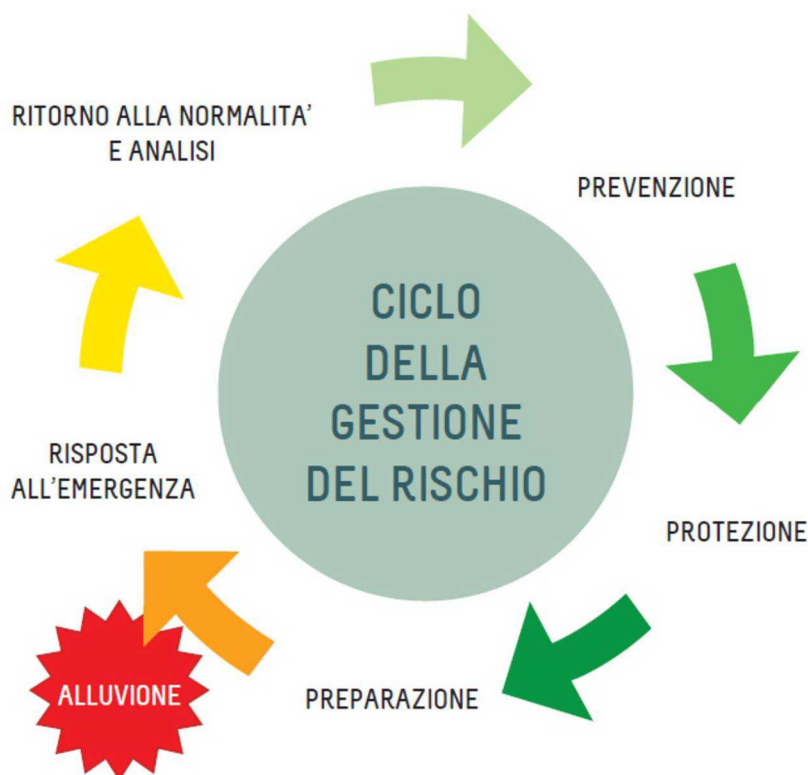 RITORNO ALLA NORMALITA'
E ANALISI
PREVENZIONE
CICLO
DELLA
GESTIONE
DEL RISCHIO
RISPOSTA
ALL'EMERGENZA
PROTEZIONE
ALLUVIONE
PREPARAZIONE